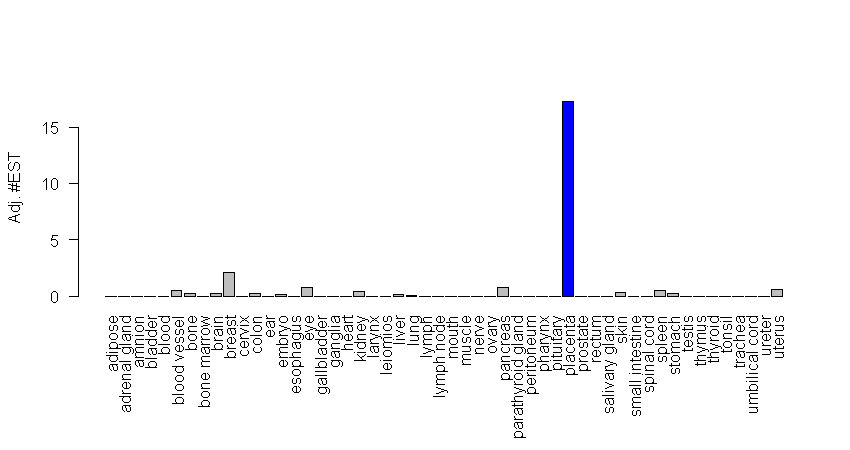 Adj. #EST
15
10
5
0
adipose
adrenal gland
amnion
bladder
blood
blood vessel
bone
bone marrow
brain
breast
cervix
colon
ear
embryo
esophagus
eye
gallbladder
ganglia
heart
kidney
larynx
leiomios
liver
lung
lymph
lymph node
mouth
muscle
nerve
ovary
pancreas
parathyroid gland
peritoneum
pharynx
pituitary
placenta
prostate
rectum
salivary gland
skin
small intestine
spinal cord
spleen
stomach
testis
thymus
thyroid
tonsil
trachea
umbilical cord
ureter
uterus